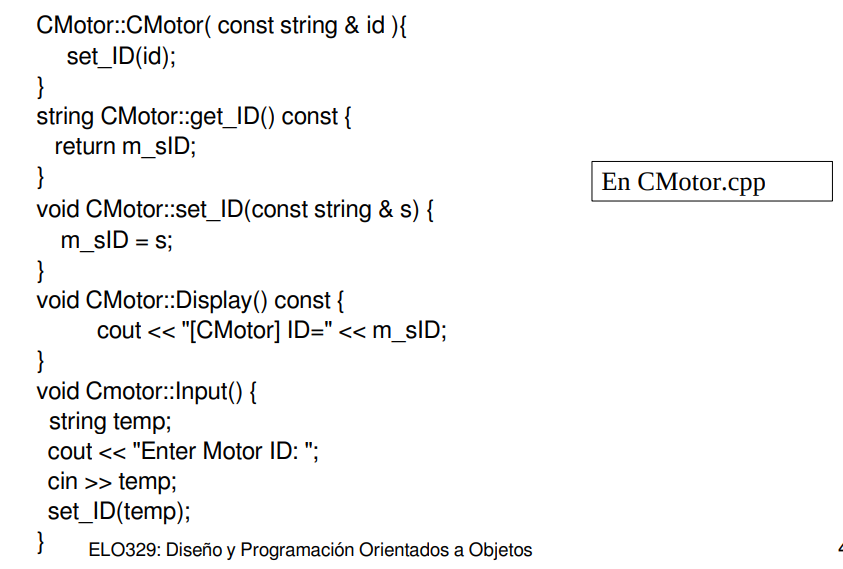 CMotor::CMotor( const string & id ){
set_ID(id);
}
string CMotor::get_ID() const {
return m_sID;
}
En CMotor.cpp
void CMotor::set_ID(const string & s) {
m_sID = s;
}
void CMotor::Display() const {
cout << "[CMotor] ID=" << m_sID;
}
void Cmotor::Input() {
string temp;
cout << "Enter Motor ID: ";
cin >> temp;
set_ID(temp);
}
ELO329: Diseño y Programación Orientados a Objetos